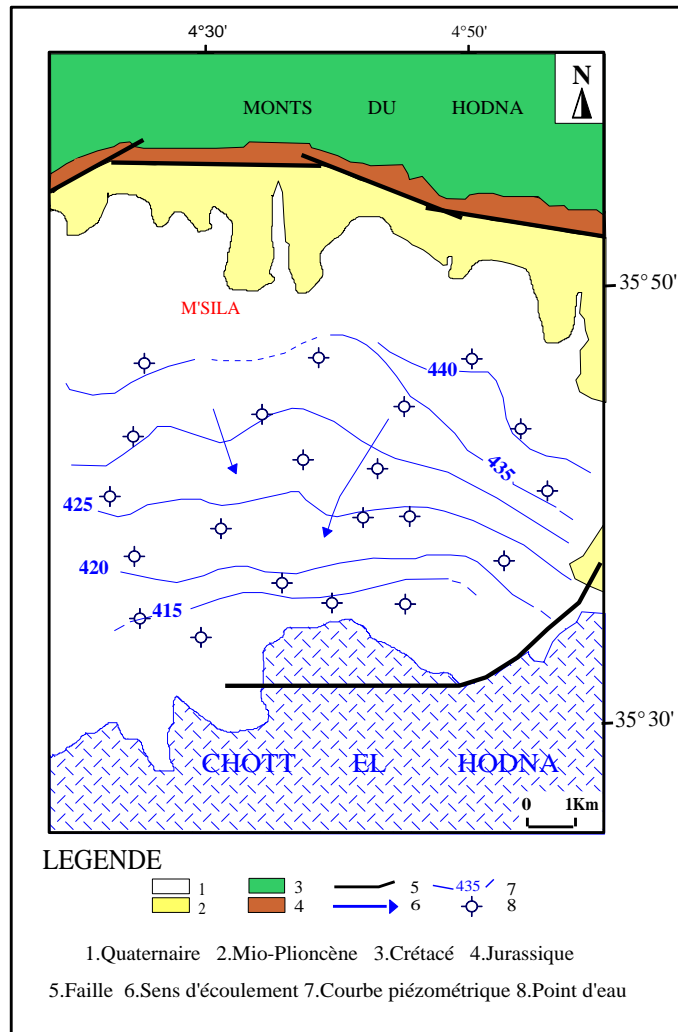 4°30' 4°50'
N
MONTS DU HODNA
35°50'
M'SILA
440
435
425
420
415
35°30'
CHOTT EL HODNA
0 1Km
LEGENDE
1 3 5 435 7
2 4 6 8
1.Quaternaire 2.Mio-Plioncène 3.Crétacé 4.Jurassique
5.Faille 6.Sens d'écoulement 7.Courbe piézométrique 8.Point d'eau